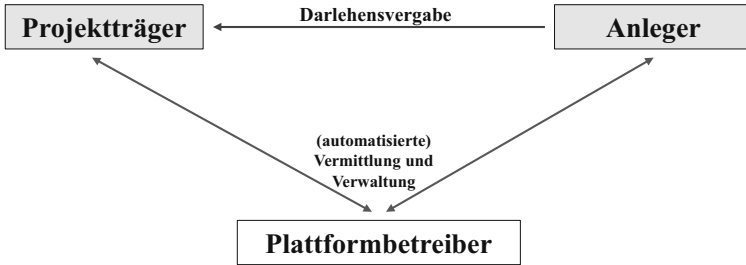 Darlehensvergabe
Projektträger
Anleger
(automatisierte)
Vermittlung und
Verwaltung
Plattformbetreiber